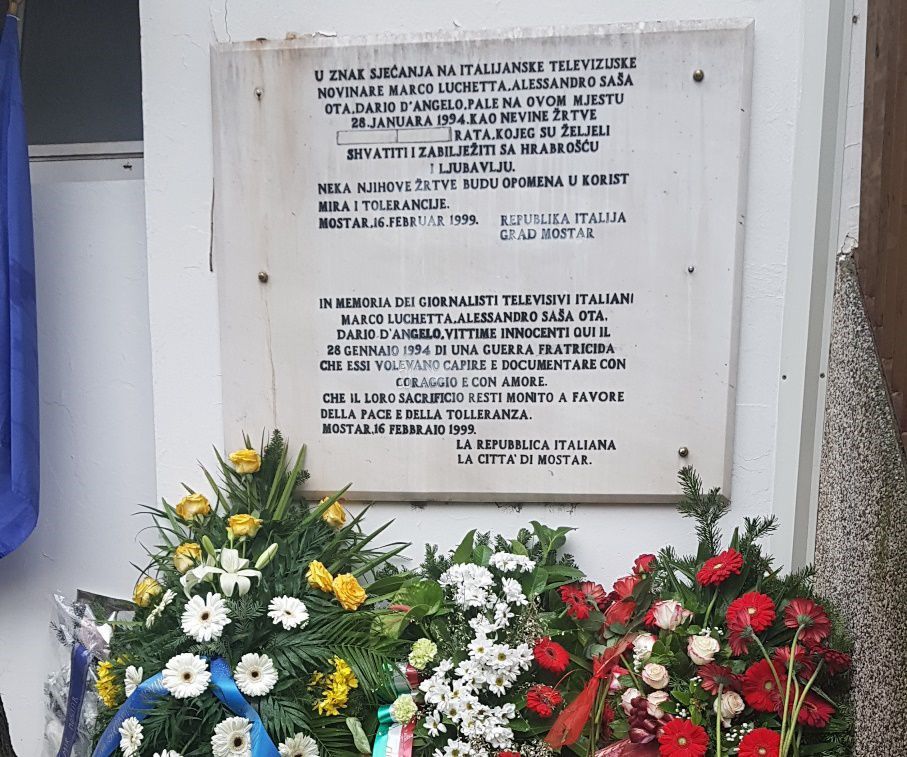 U ZNAK SJEĆANJA NA ITALIJANSKE TELEVIZIJSKE
NOVINARE MARCO LUCHETTA,ALESSANDRO SAŠA
OTA,DARIO D'ANGELO,PALE NA OVOM MJESTU
28.JANUARA 1994.KAO NEVINE ŽRTVE
RATA,KOJEG SU ŽELJELI
SHVATITI I ZABILJEŽITI SA HRABROŠĆU
I LJUBAVLJU.
NEKA NJIHOVE ŽRTVE BUDU OPOMENA U KORIST
MIRA I TOLERANCIJE.
MOSTAR,16.FEBRUAR 1999. REPUBLIKA ITALIJA
GRAD MOSTAR
IN MEMORIA DEI GIORNALISTI TELEVISIVI ITALIANI
MARCO LUCHETTA,ALESSANDRO SAŠA OTA,
DARIO D'ANGELO,VITTIME INNOCENTI QUI IL
28 GENNAIO 1994 DI UNA GUERRA FRATRICIDA
CHE ESSI VOLEVANO CAPIRE E DOCUMENTARE CON
CORAGGIO E CON AMORE.
CHE IL LORO SACRIFICIO RESTI MONITO A FAVORE
DELLA PACE E DELLA TOLLERANZA.
MOSTAR,16 FEBBRAIO 1999.
LA REPUBBLICA ITALIANA
LA CITTA' DI MOSTAR.